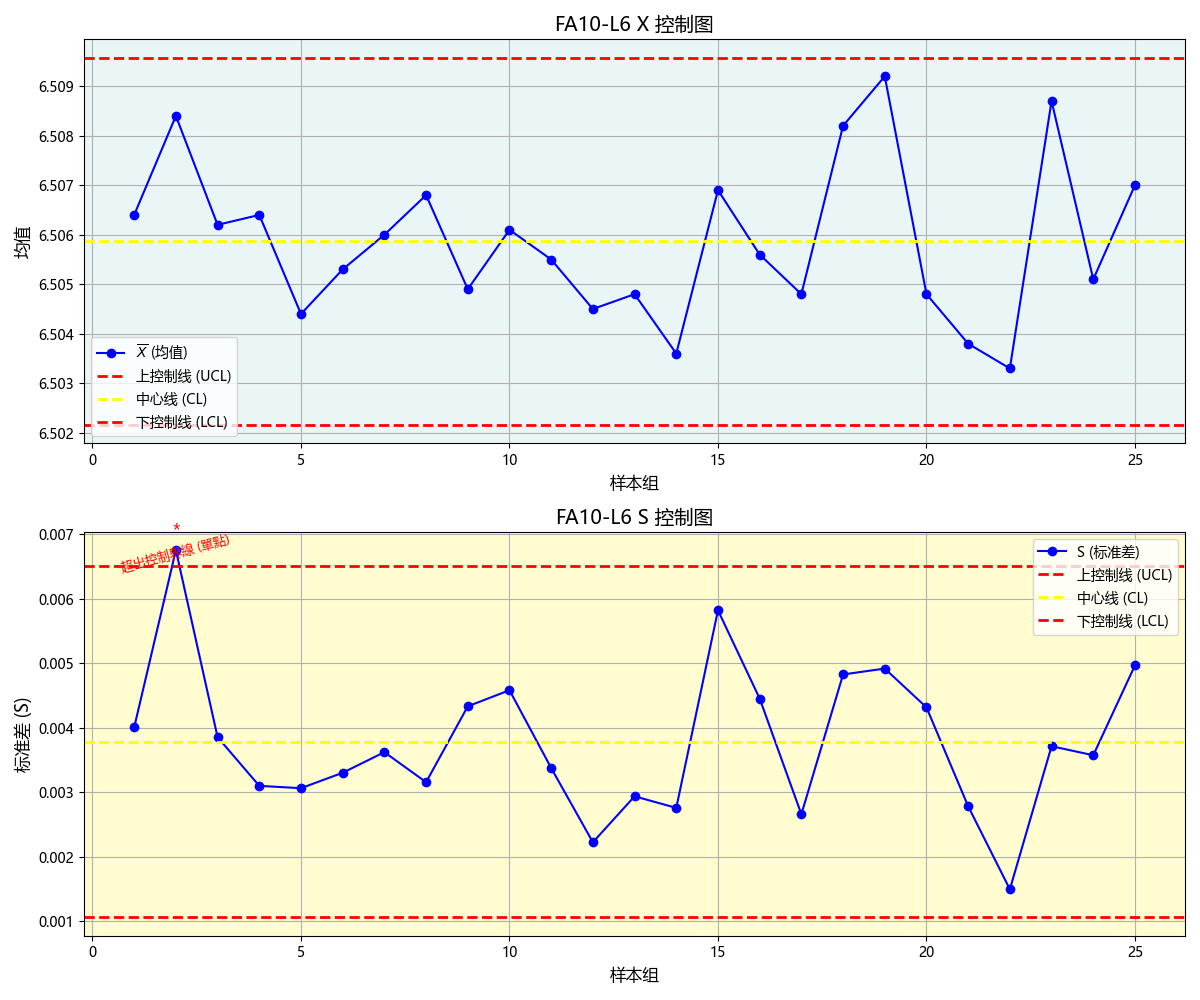 FA10-L6 X 控制图
均值
6.509
6.508
6.507
6.506
6.505
6.504
6.503
6.502
X (均值)
上控制线 (UCL)
中心线 (CL)
下控制线 (LCL)
0 5 10 15 20 25
样本组
FA10-L6 S 控制图
标准差 (S)
0.007
0.006
0.005
0.004
0.003
0.002
0.001
*
超出控制界線 (單點)
S (标准差)
上控制线 (UCL)
中心线 (CL)
下控制线 (LCL)
0 5 10 15 20 25
样本组